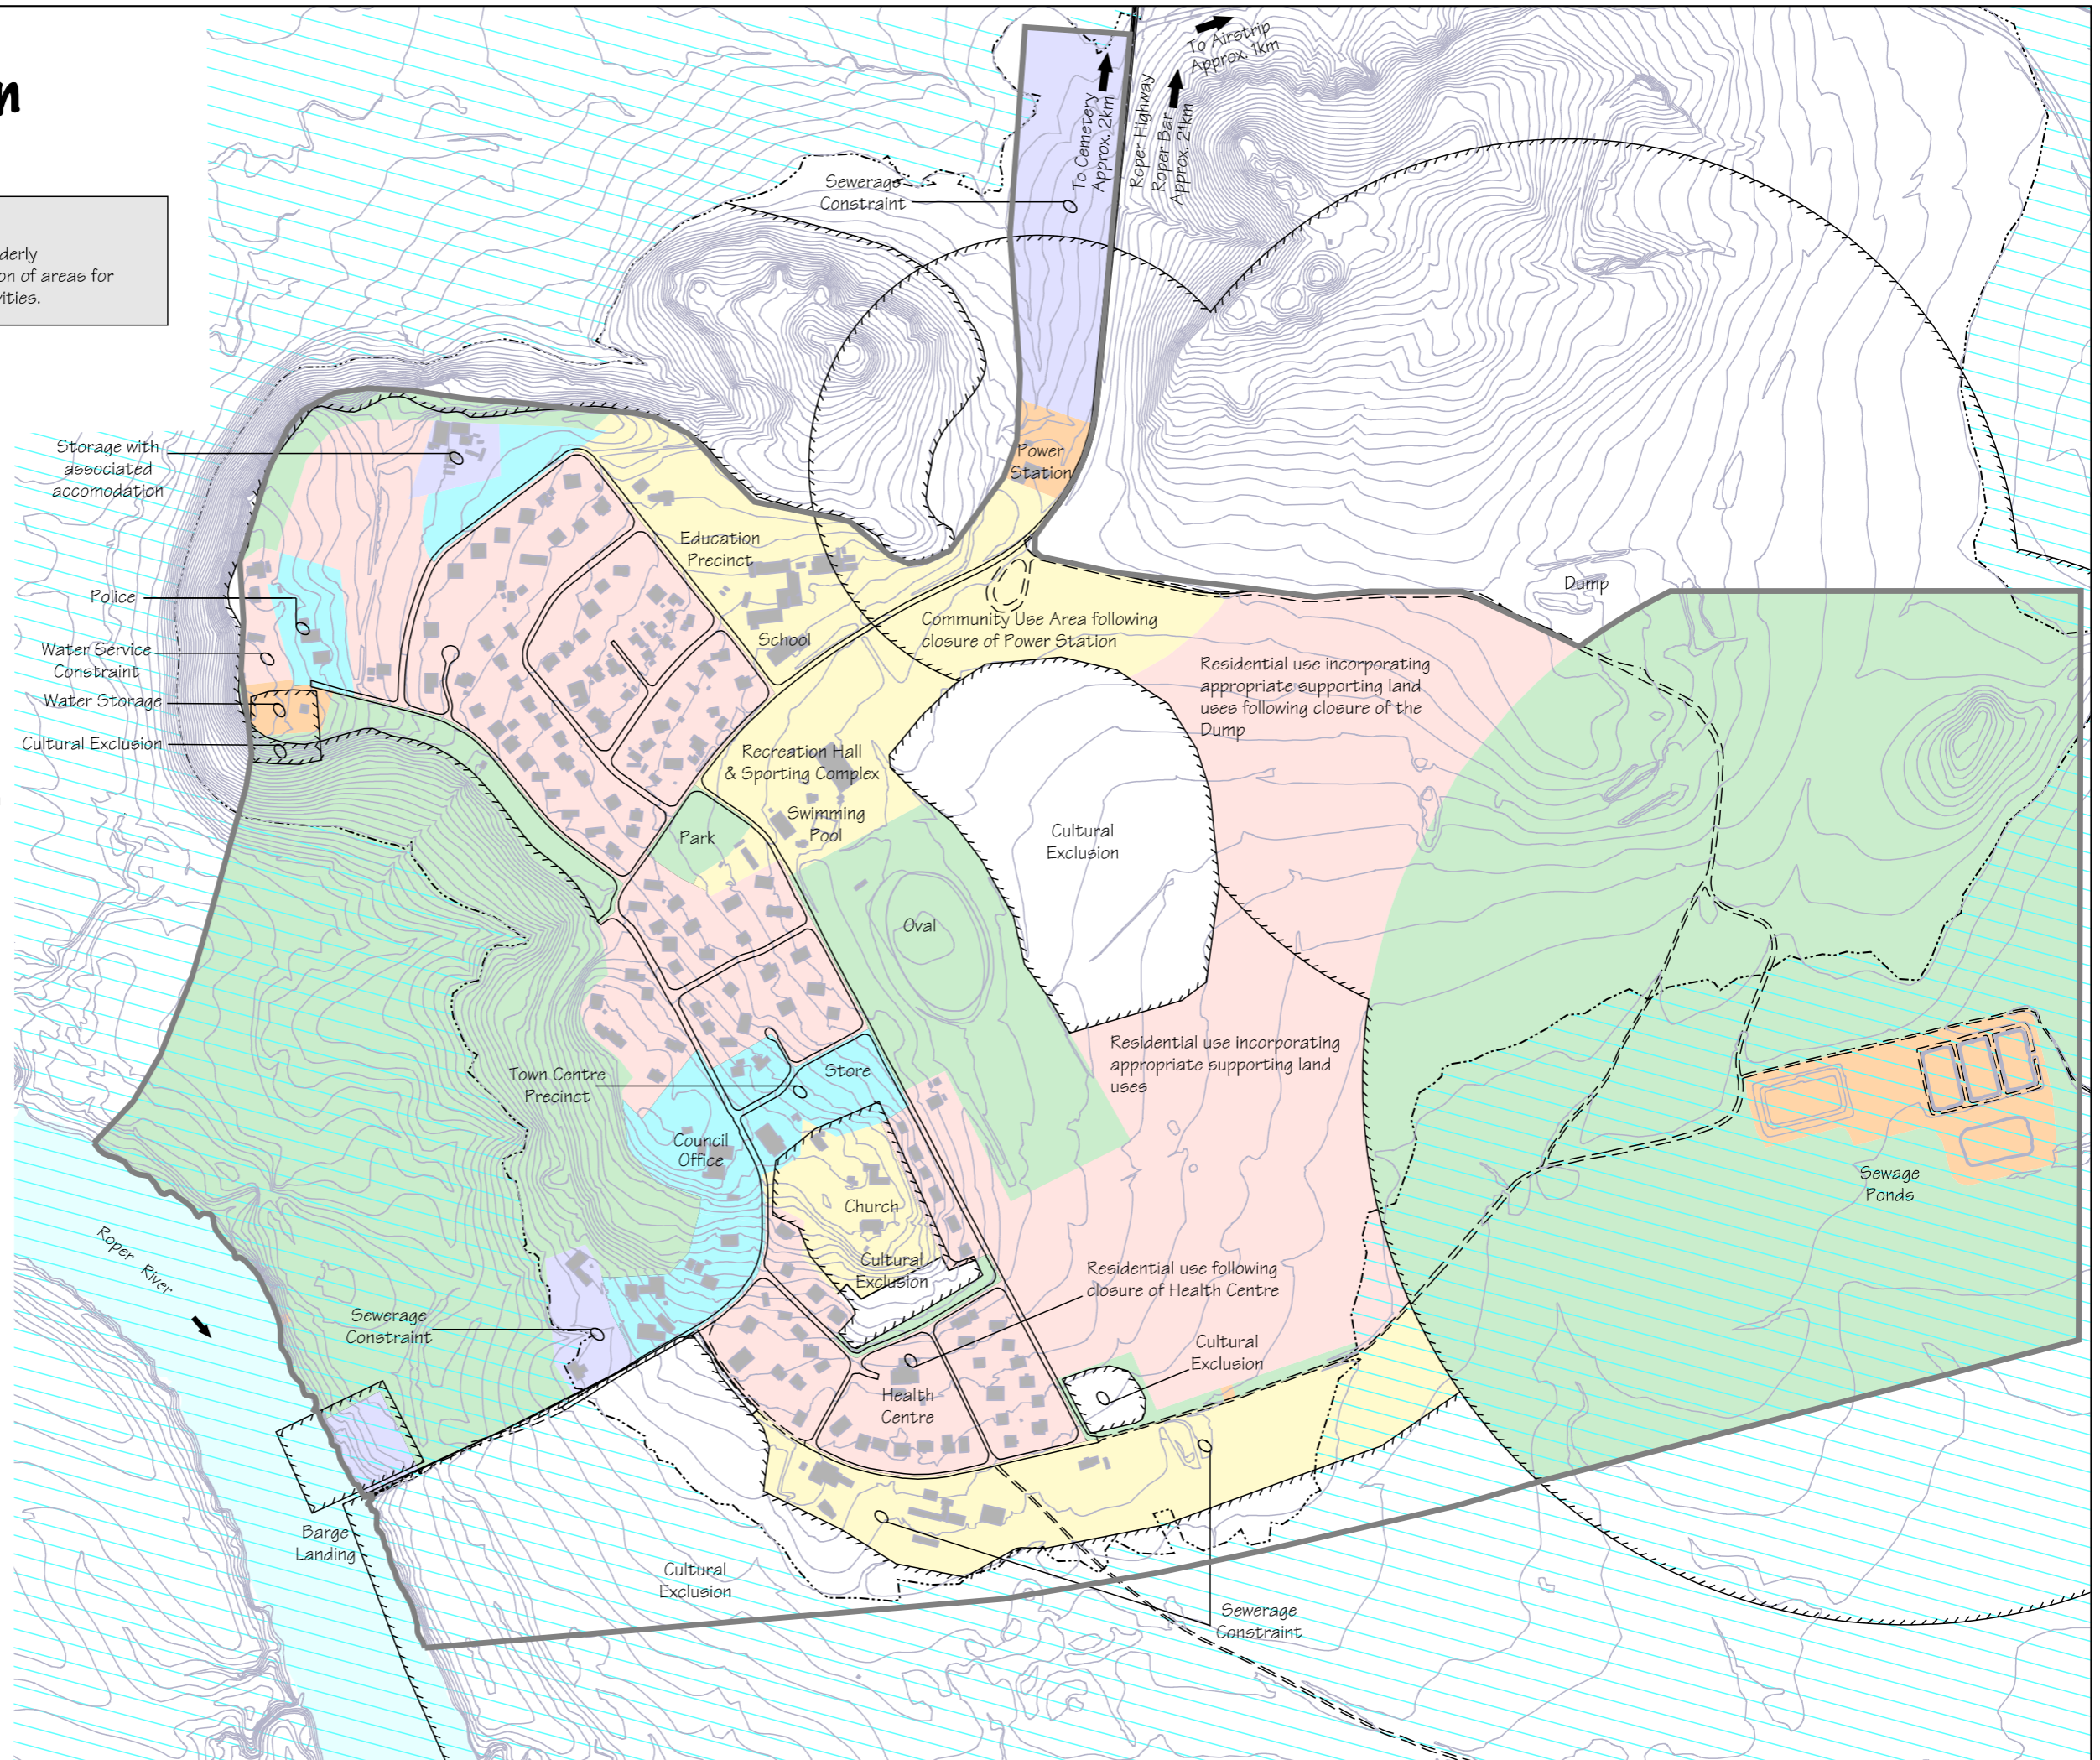 n
derly
on of areas for
vities.
To Airstrip
Approx. 1km
To Cemetery
Approx. 2km
Roper Highway
Roper Bar
Approx. 21km
Sewerage
Constraint
Storage with
associated
accomodation
Power
Station
Education
Precinct
School
Dump
Police
Community Use Area following
closure of Power Station
Water Service
Constraint
Residential use incorporating
appropriate supporting land
uses following closure of the
Dump
Water Storage
Cultural Exclusion
Recreation Hall
& Sporting Complex
Swimming
Pool
Park
Cultural
Exclusion
Oval
Residential use incorporating
appropriate supporting land
uses
Town Centre
Precinct
Store
Council
Office
Church
Sewage
Ponds
Roper River
Cultural
Exclusion
Residential use following
closure of Health Centre
Sewerage
Constraint
Cultural
Exclusion
Health
Centre
Barge
Landing
Cultural
Exclusion
Sewerage
Constraint